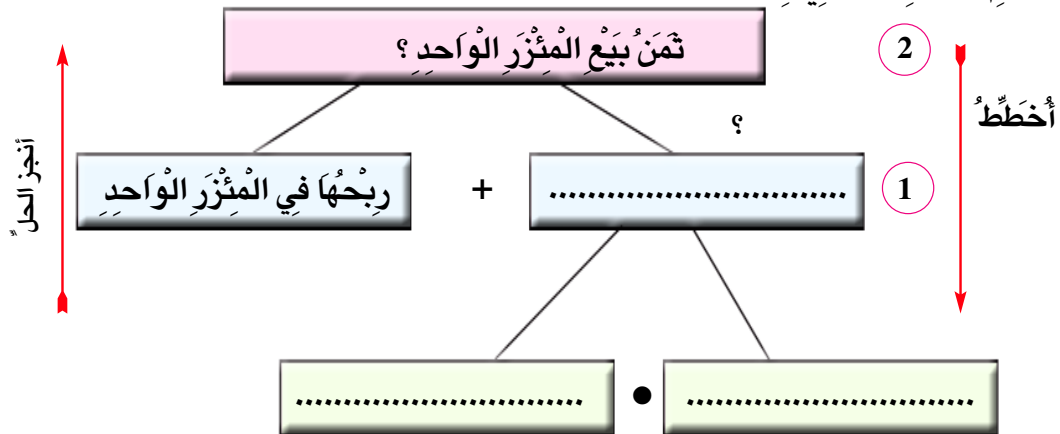 ثَمَنُ بَيْعِ الْمِئْزَرِ الْوَاحِدِ ؟
2
أُخَطِّطُ
؟
رِبْحُهَا فِي الْمِئْزَرِ الْوَاحِدِ + ..............................
1
أنجز الحلّ
............................ • ............................